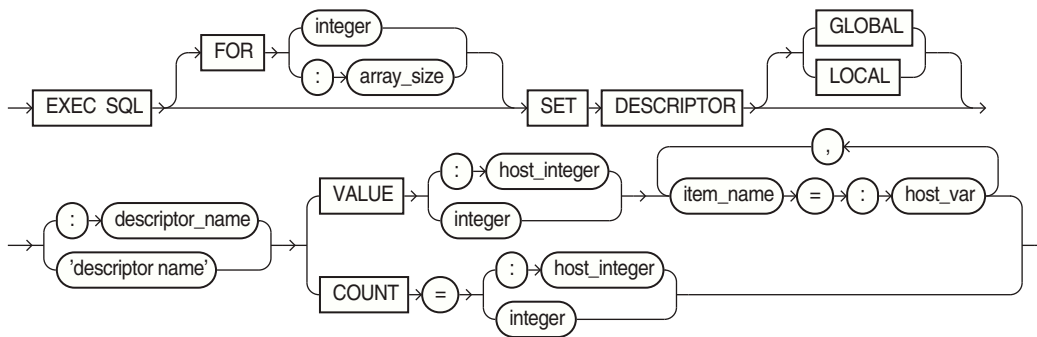 integer
GLOBAL
FOR
: array_size
LOCAL
EXEC SQL
SET
DESCRIPTOR
,
: host_integer
VALUE
item_name = : host_var
: descriptor_name
integer
'descriptor name'
: host_integer
COUNT =
integer